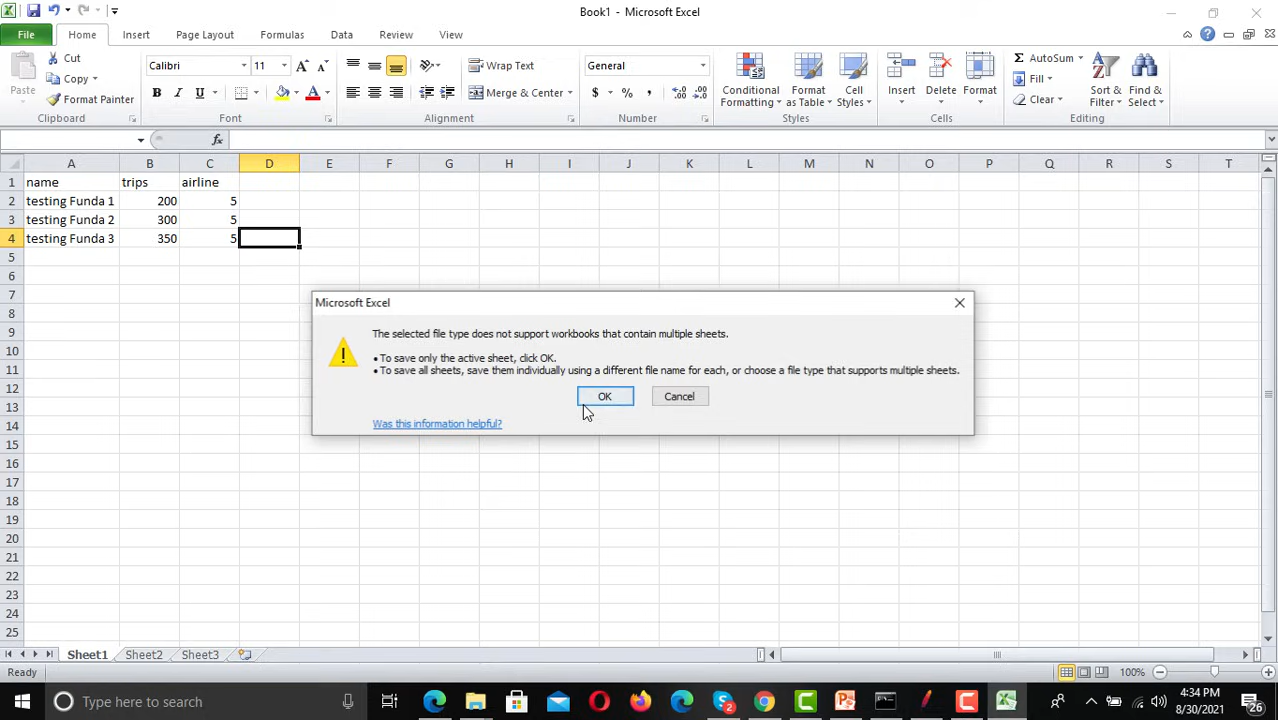 Book1 - Microsoft Excel
File Home Insert Page Layout Formulas Data Review View
Paste
Cut
Copy
Format Painter
Clipboard
Calibri 11
B I U
Font
Wrap Text
Merge & Center
Alignment
General
$ % ,
Number
Conditional Formatting
Format as Table
Cell Styles
Styles
Insert
Delete
Format
Cells
AutoSum
Fill
Clear
Sort & Filter
Find & Select
Editing
fx
A B C D E F G H I J K L M N O P Q R S T
1 name trips airline
2 testing Funda 1 200 5
3 testing Funda 2 300 5
4 testing Funda 3 350 5
5
6
7
8
9
10
11
12
13
14
15
16
17
18
19
20
21
22
23
24
25
Microsoft Excel
The selected file type does not support workbooks that contain multiple sheets.
• To save only the active sheet, click OK.
• To save all sheets, save them individually using a different file name for each, or choose a file type that supports multiple sheets.
OK Cancel
Was this information helpful?
Sheet1 Sheet2 Sheet3
Ready 100%
Type here to search
4:34 PM
8/30/2021
26